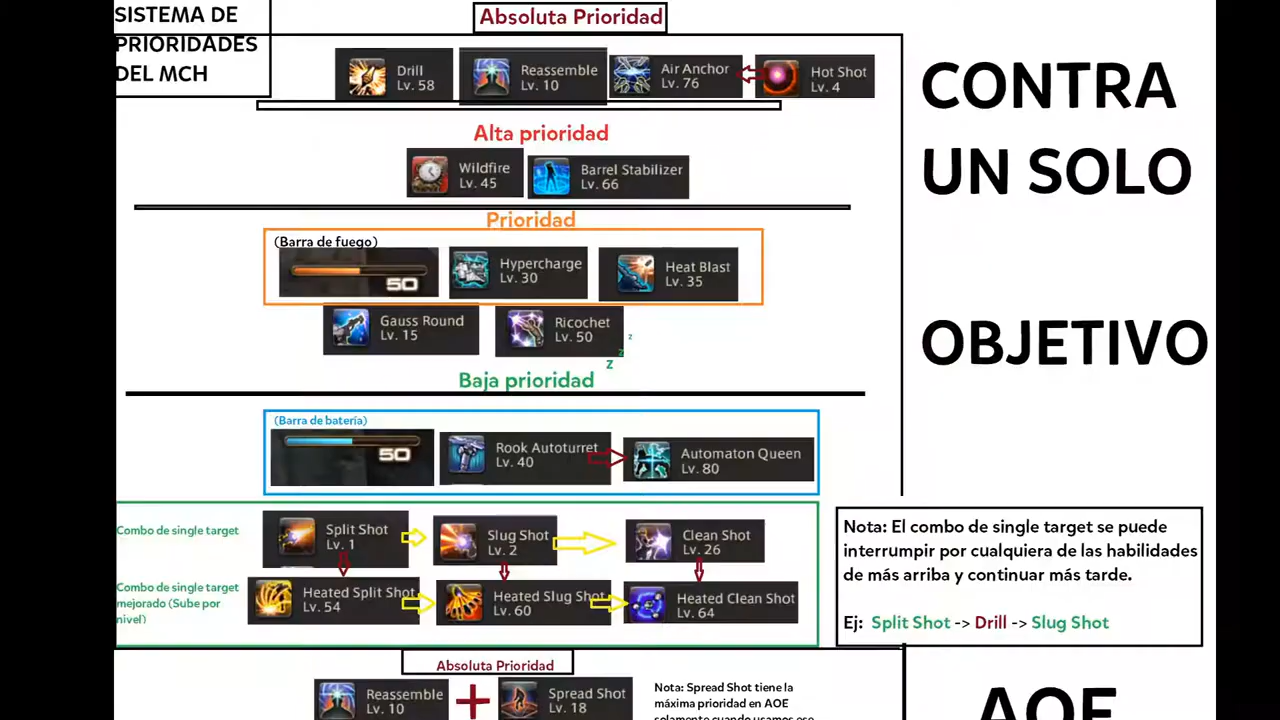 SISTEMA DE
PRIORIDADES
DEL MCH
Absoluta Prioridad
Drill
Lv. 58
Reassemble
Lv. 10
Air Anchor
Lv. 76
Hot Shot
Lv. 4
CONTRA
UN SOLO
OBJETIVO
Alta prioridad
Wildfire
Lv. 45
Barrel Stabilizer
Lv. 66
Prioridad
(Barra de fuego)
50
Hypercharge
Lv. 30
Heat Blast
Lv. 35
Gauss Round
Lv. 15
Ricochet
Lv. 50
z
z
z
Baja prioridad
(Barra de batería)
50
Rook Autoturret
Lv. 40
Automaton Queen
Lv. 80
Combo de single target
Split Shot
Lv. 1
Slug Shot
Lv. 2
Clean Shot
Lv. 26
Combo de single target
mejorado (Sube por
nivel)
Heated Split Shot
Lv. 54
Heated Slug Shot
Lv. 60
Heated Clean Shot
Lv. 64
Nota: El combo de single target se puede
interrumpir por cualquiera de las habilidades
de más arriba y continuar más tarde.
Ej: Split Shot -> Drill -> Slug Shot
Absoluta Prioridad
Reassemble
Lv. 10
Spread Shot
Lv. 18
Nota: Spread Shot tiene la
máxima prioridad en AOE
solamente cuando usamos ese
AOE